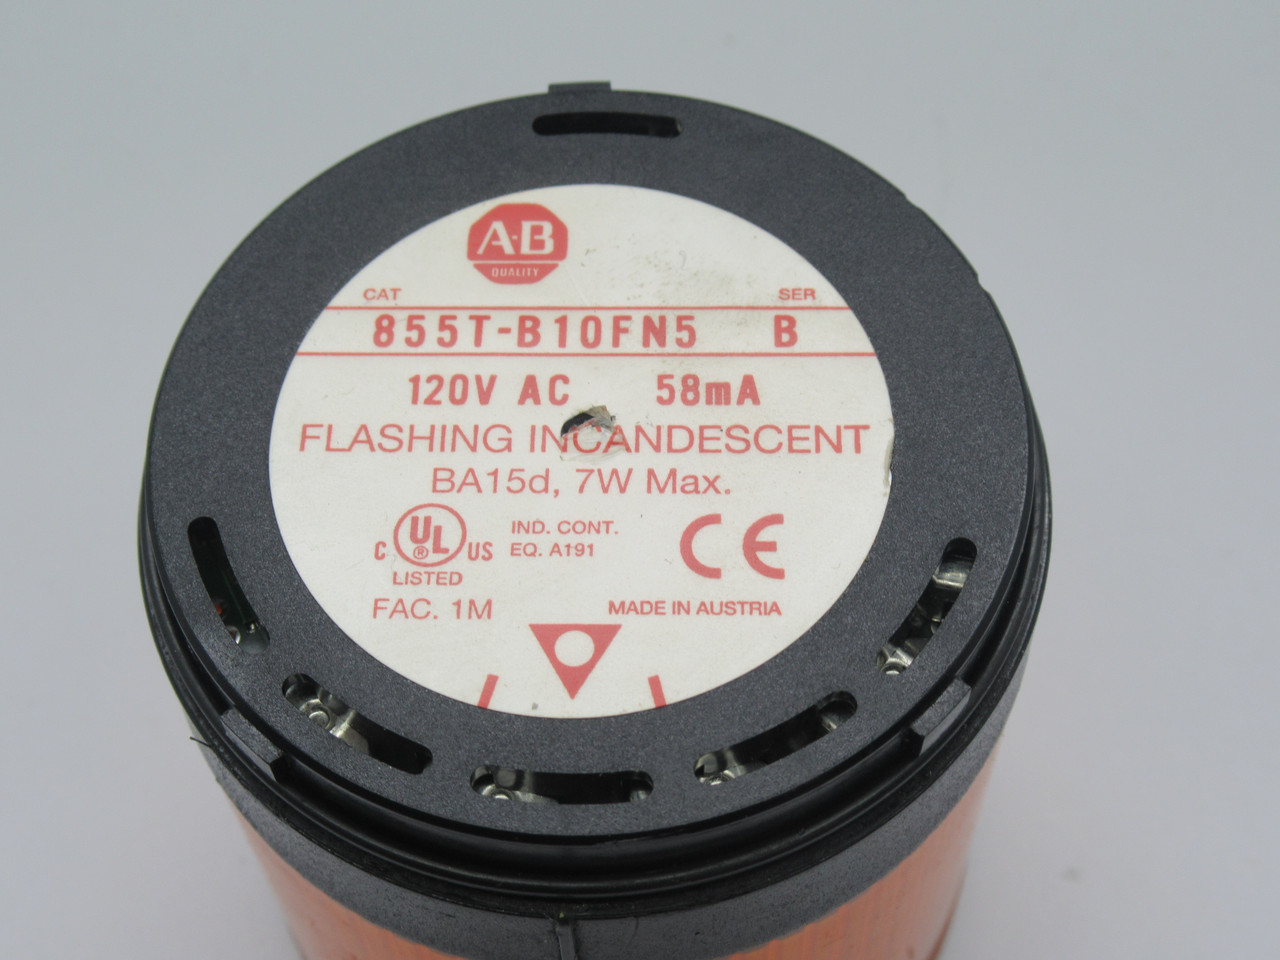 A-B
QUALITY
CAT SER
855T-B10FN5 B
120V AC 58mA
FLASHING INCANDESCENT
BA15d, 7W Max.
C UL ® US IND. CONT.
EQ. A191
LISTED
CE
FAC. 1M MADE IN AUSTRIA